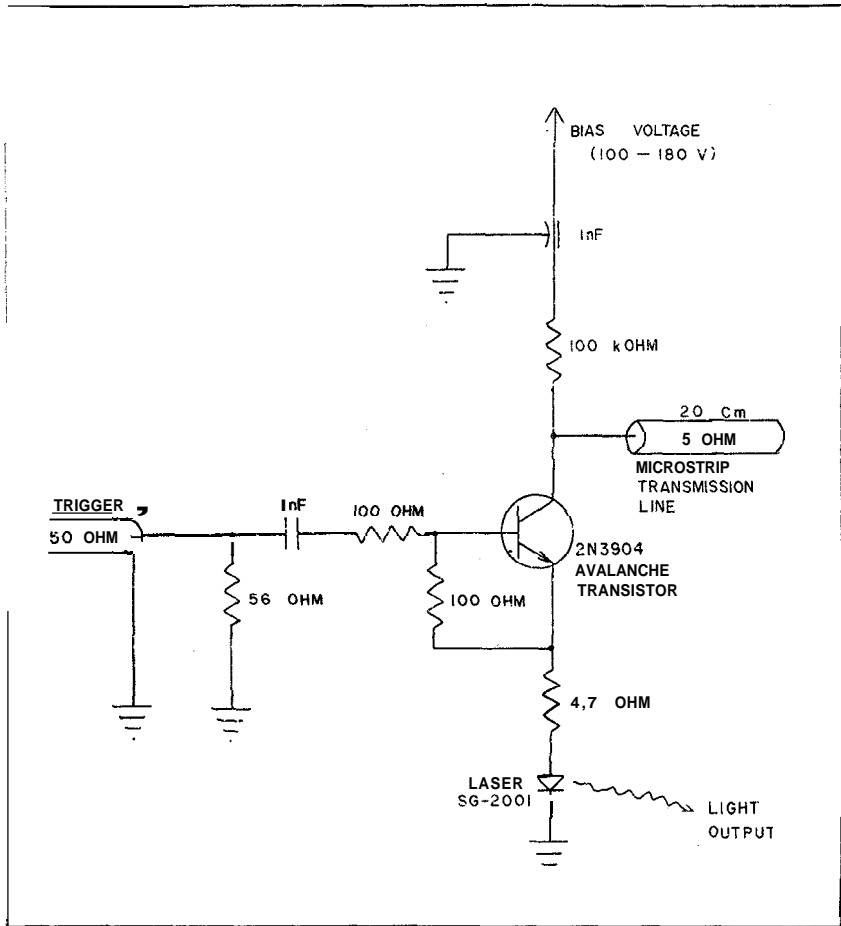 BIAS VOLTAGE
(100 – 180 V)
1nF
100 kOHM
20 Cm
5 OHM
MICROSTRIP
TRANSMISSION
LINE
TRIGGER
50 OHM
1nF
100 OHM
56 OHM
100 OHM
2N3904
AVALANCHE
TRANSISTOR
4,7 OHM
LASER
SG-2001
LIGHT
OUTPUT